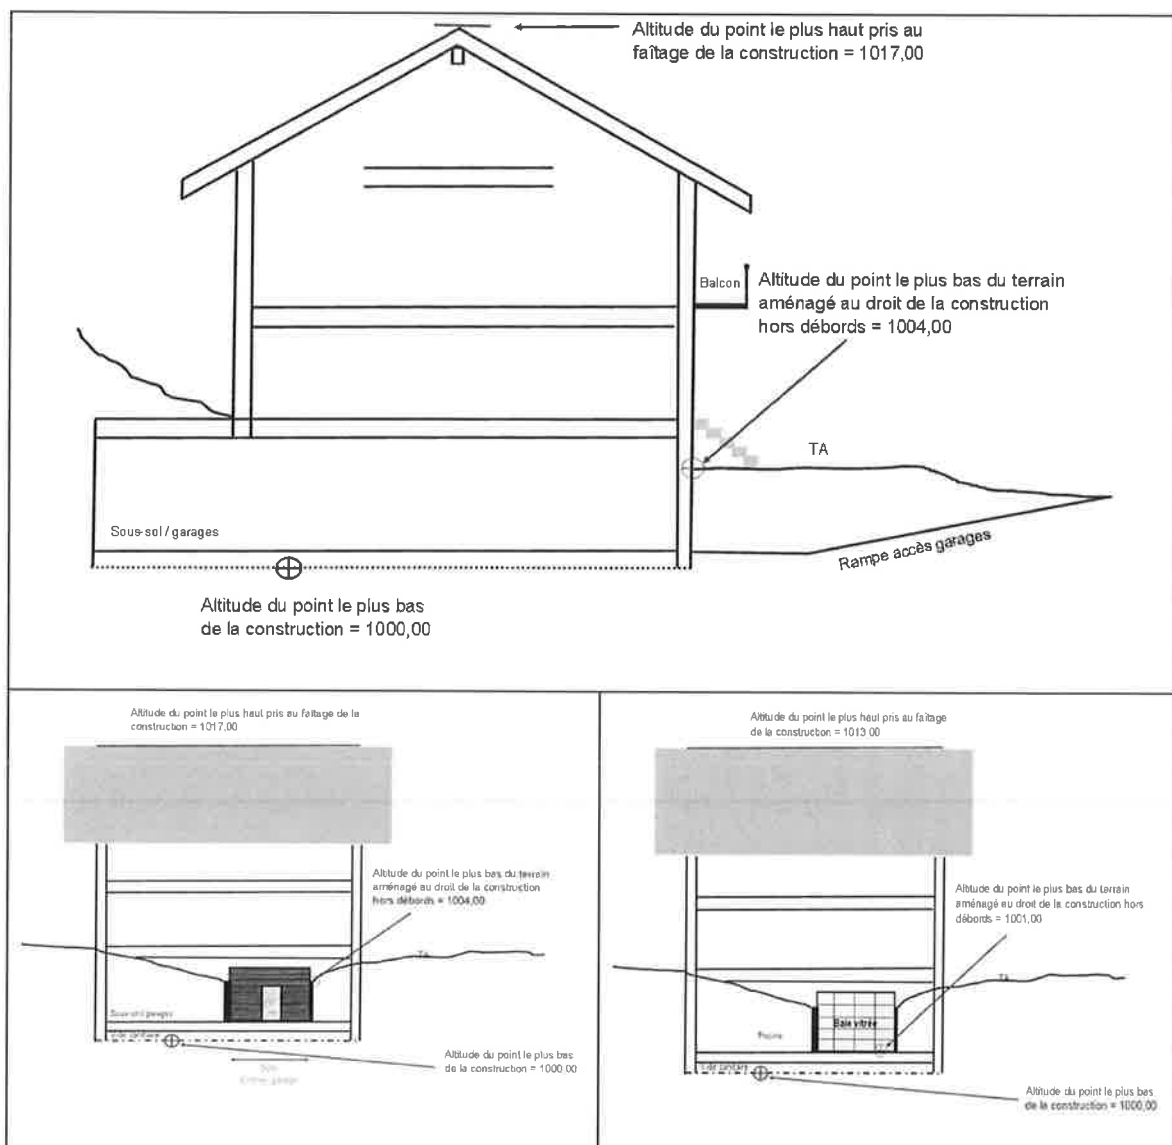 Altitude du point le plus haut pris au
faîtage de la construction = 1017,00
Balcon
Altitude du point le plus bas du terrain
aménagé au droit de la construction
hors débords = 1004,00
TA
Sous-sol / garages
Rampe accès garages
Altitude du point le plus bas
de la construction = 1000,00
Altitude du point le plus haut pris au faîtage de la
construction = 1017,00
Altitude du point le plus bas du terrain
aménagé au droit de la construction
hors débords = 1004,00
TA
Altitude du point le plus bas
de la construction = 1000,00
Altitude du point le plus haut pris au faîtage
de la construction = 1013 00
Altitude du point le plus bas du terrain
aménagé au droit de la construction hors
débords = 1001,00
TA
Baie vitrée
Altitude du point le plus bas
de la construction = 1000,00